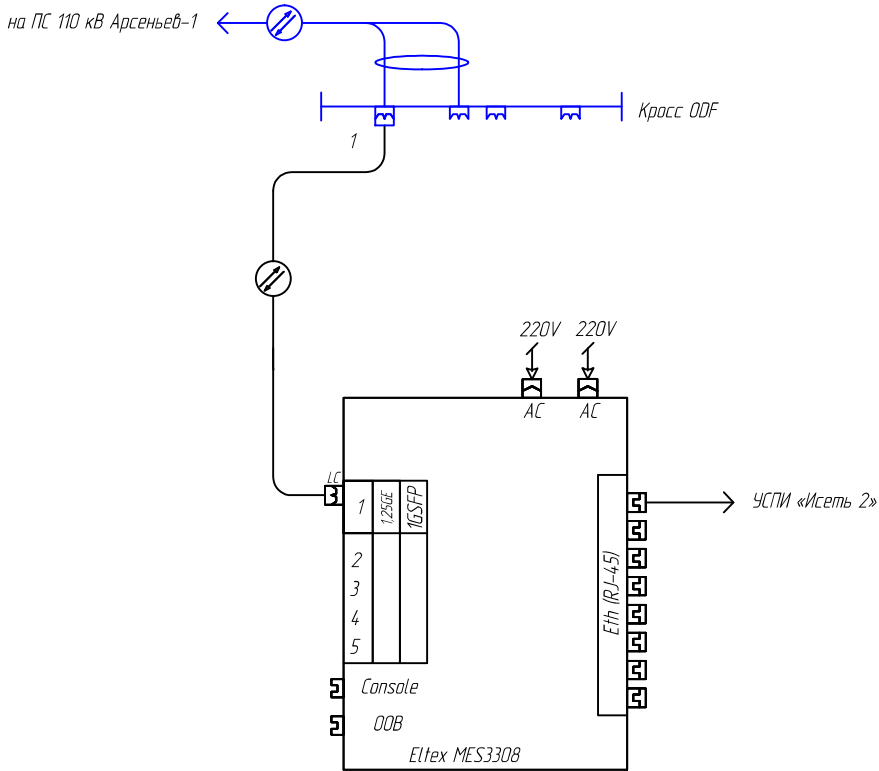 на ПС 110 кВ Арсеньев-1
Кросс ODF
1
220V 220V
AC AC
LC
1 1,25GE 1GSFP
2
3
4
5
Eth (RJ-45)
УСПИ «Исеть 2»
Console
OOB
Eltex MES3308